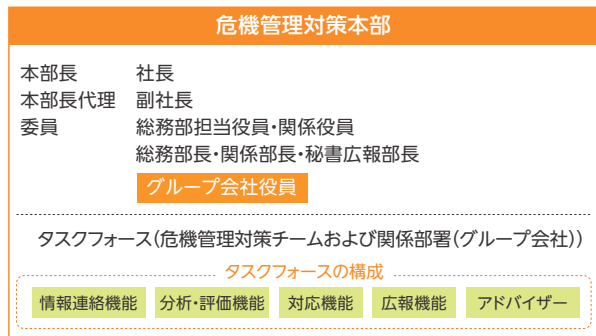 危機管理対策本部
本部長 社長
本部長代理 副社長
委員 総務部担当役員・関係役員
総務部長・関係部長・秘書広報部長
グループ会社役員
タスクフォース(危機管理対策チームおよび関係部署(グループ会社))
タスクフォースの構成
情報連絡機能 分析・評価機能 対応機能 広報機能 アドバイザー